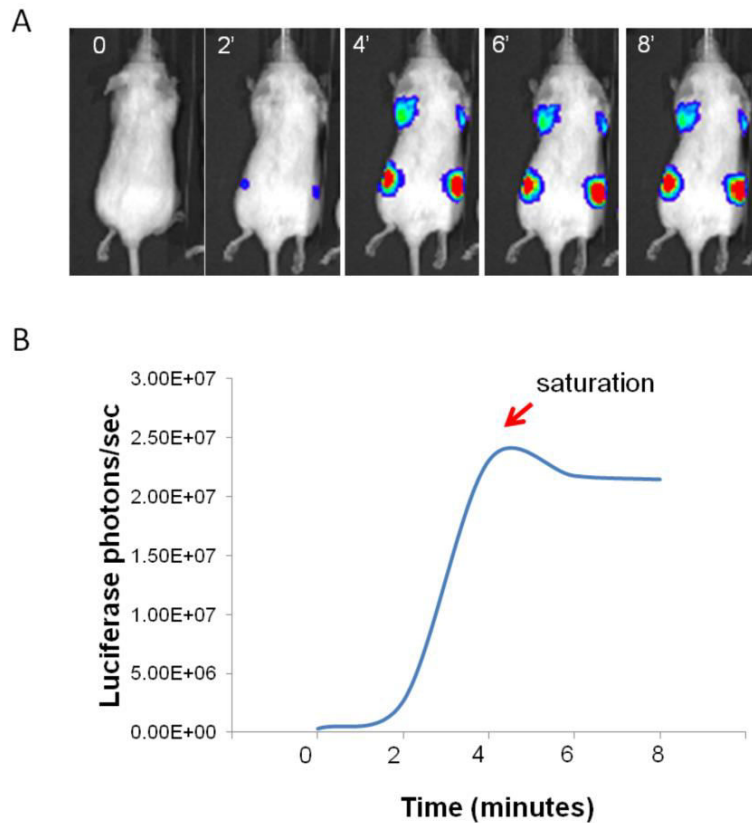 A
0 2' 4' 6' 8'
B
Luciferase photons/sec
3.00E+07
2.50E+07
2.00E+07
1.50E+07
1.00E+07
5.00E+06
0.00E+00
saturation
0 2 4 6 8
Time (minutes)